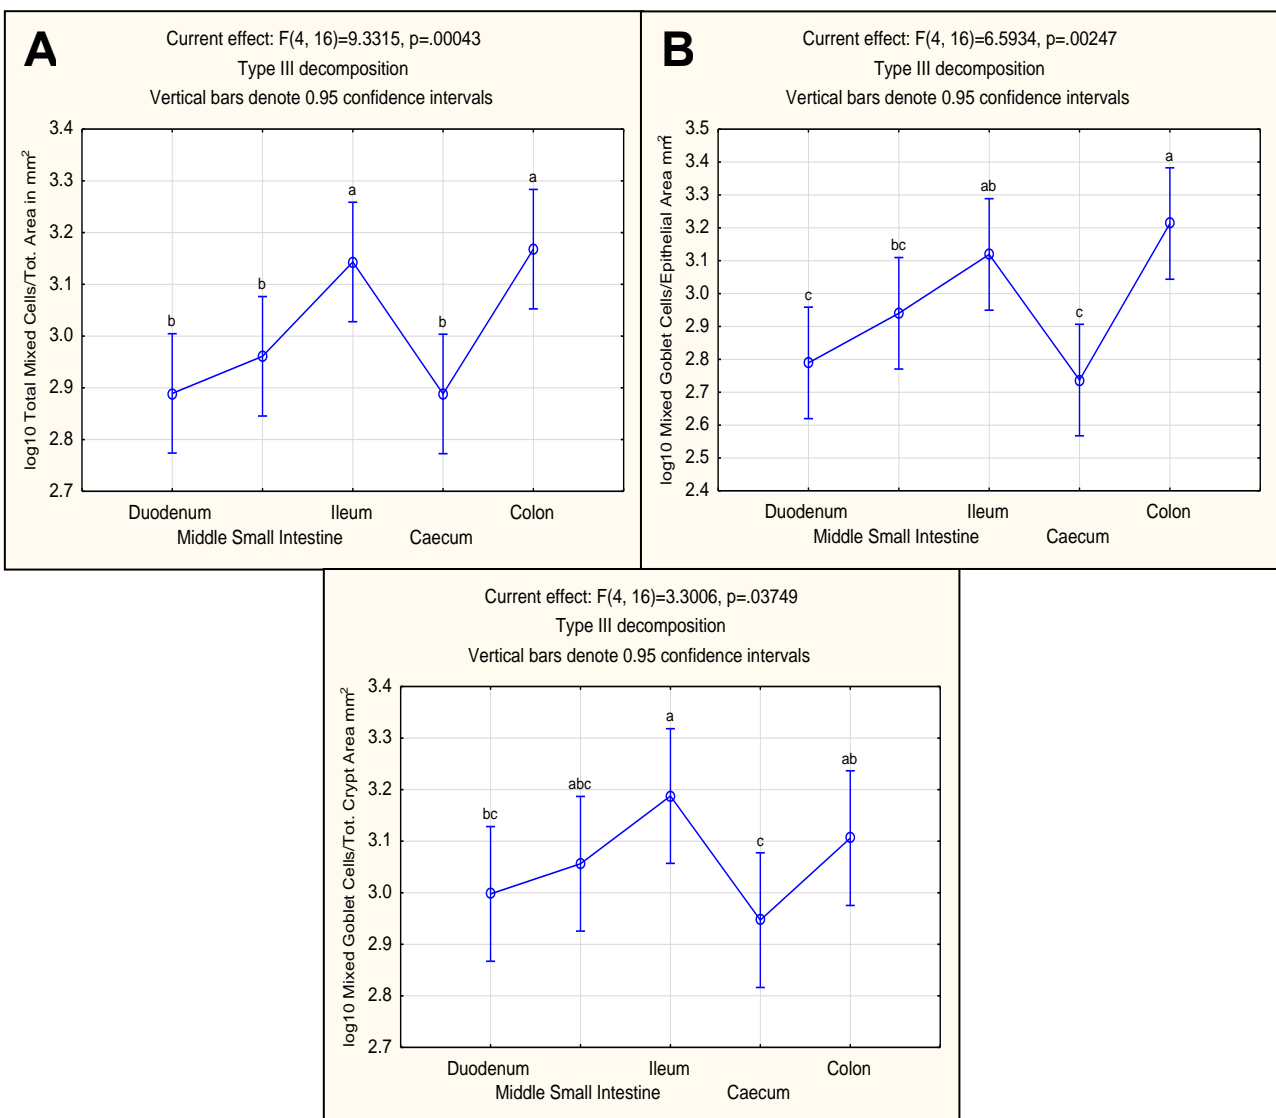 A
Current effect: F(4, 16)=9.3315, p=.00043
Type III decomposition
Vertical bars denote 0.95 confidence intervals
log10 Total Mixed Cells/Tot. Area in mm²
3.4
3.3
3.2
3.1
3.0
2.9
2.8
2.7
b
b
a
b
a
Duodenum Ileum Colon
Middle Small Intestine Caecum
B
Current effect: F(4, 16)=6.5934, p=.00247
Type III decomposition
Vertical bars denote 0.95 confidence intervals
log10 Mixed Goblet Cells/Epithelial Area mm²
3.5
3.4
3.3
3.2
3.1
3.0
2.9
2.8
2.7
2.6
2.5
2.4
c
bc
ab
c
a
Duodenum Ileum Colon
Middle Small Intestine Caecum
Current effect: F(4, 16)=3.3006, p=.03749
Type III decomposition
Vertical bars denote 0.95 confidence intervals
log10 Mixed Goblet Cells/Tot. Crypt Area mm²
3.4
3.3
3.2
3.1
3.0
2.9
2.8
2.7
bc
abc
a
c
ab
Duodenum Ileum Colon
Middle Small Intestine Caecum